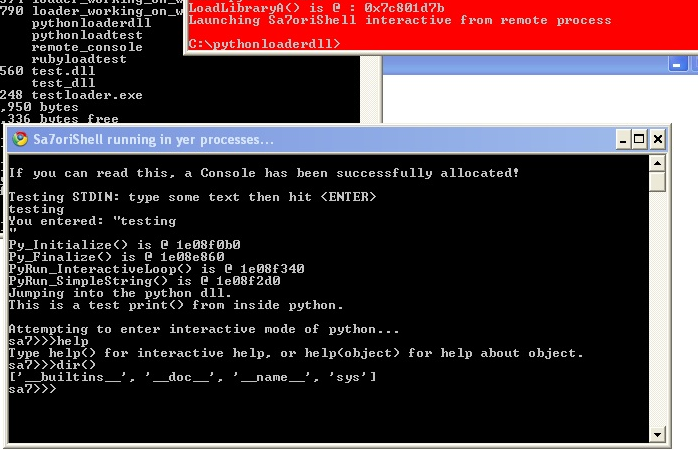 790 loader_working_on_w
pythonloaderdll
pythonloadtest
remote_console
rubyloadtest
560 test.dll
test_dll
248 testloader.exe
,950 bytes
,336 bytes free
LoadLibraryA() is @ : 0x7c801d7b
Launching Sa7oriShell interactive from remote process
C:\pythonloaderdll>
Sa7oriShell running in yer processes...
If you can read this, a Console has been successfully allocated!
Testing STDIN: type some text then hit <ENTER>
testing
You entered: "testing
"
Py_Initialize() is @ 1e08f0b0
Py_Finalize() is @ 1e08e860
PyRun_InteractiveLoop() is @ 1e08f340
PyRun_SimpleString() is @ 1e08f2d0
Jumping into the python dll.
This is a test print() from inside python.
Attempting to enter interactive mode of python...
sa7>>>help
Type help() for interactive help, or help(object) for help about object.
sa7>>>dir()
['__builtins__', '__doc__', '__name__', 'sys']
sa7>>>